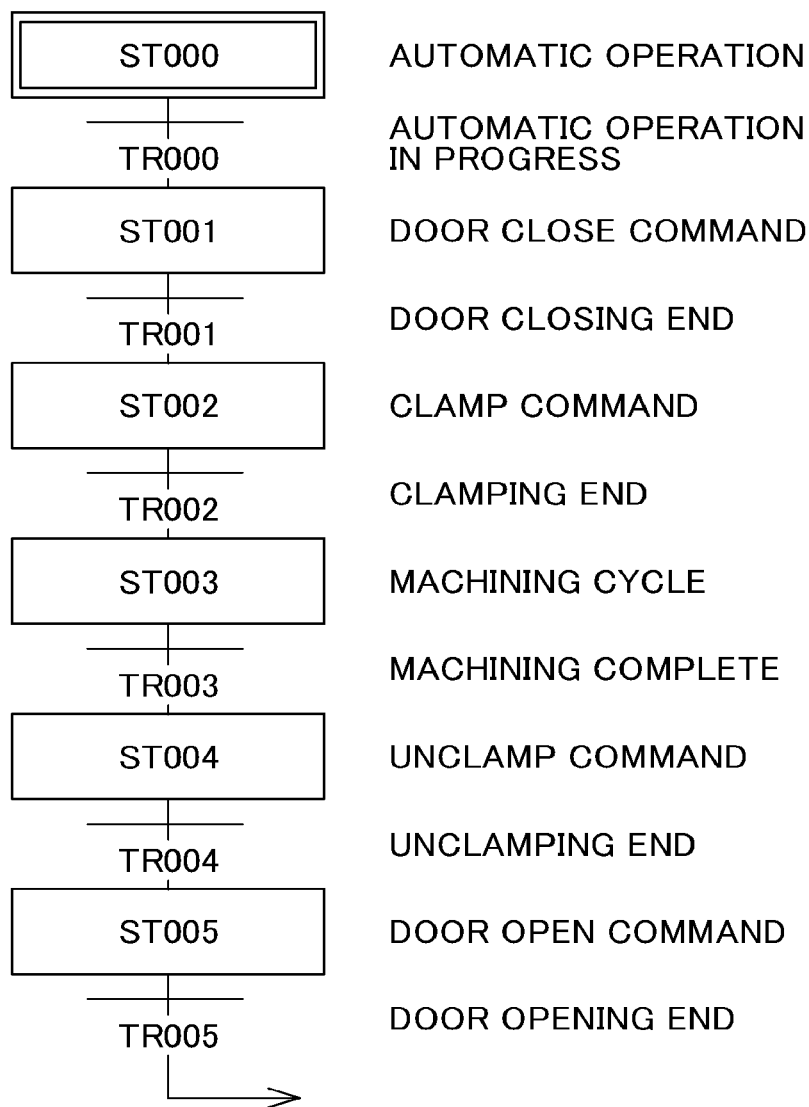 ST000 AUTOMATIC OPERATION
AUTOMATIC OPERATION
TR000 IN PROGRESS
ST001 DOOR CLOSE COMMAND
TR001 DOOR CLOSING END
ST002 CLAMP COMMAND
TR002 CLAMPING END
ST003 MACHINING CYCLE
TR003 MACHINING COMPLETE
ST004 UNCLAMP COMMAND
TR004 UNCLAMPING END
ST005 DOOR OPEN COMMAND
TR005 DOOR OPENING END